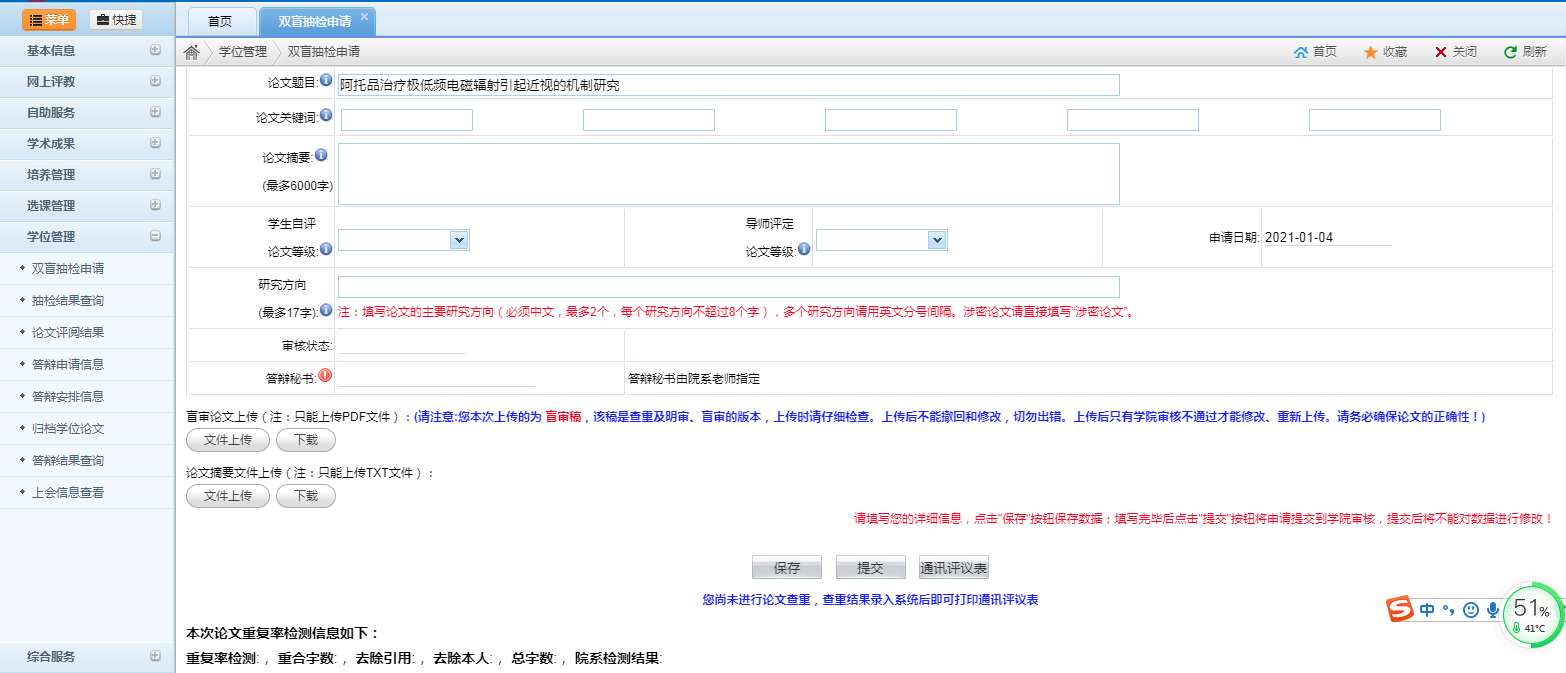 菜单 快捷
首页 双盲抽检申请
基本信息
网上评教
自助服务
学术成果
培养管理
选课管理
学位管理
双盲抽检申请
抽检结果查询
论文评阅结果
答辩申请信息
答辩安排信息
归档学位论文
答辩结果查询
上会信息查看
综合服务
学位管理 双盲抽检申请 首页 收藏 关闭 刷新
论文题目: 阿托品治疗极低频电磁辐射引起近视的机制研究
论文关键词:
论文摘要:
(最多6000字)
学生自评
论文等级:
导师评定
论文等级:
申请日期: 2021-01-04
研究方向
(最多17字): 注：填写论文的主要研究方向（必须中文，最多2个，每个研究方向不超过8个字），多个研究方向请用英文分号间隔。涉密论文请直接填写“涉密论文”。
审核状态:
答辩秘书: 答辩秘书由院系老师指定
盲审论文上传（注：只能上传PDF文件）：(请注意:您本次上传的为 盲审稿，该稿是查重及明审、盲审的版本，上传时请仔细检查。上传后不能撤回和修改，切勿出错。上传后只有学院审核不通过才能修改、重新上传。请务必确保论文的正确性！)
文件上传 下载
论文摘要文件上传（注：只能上传TXT文件）：
文件上传 下载
请填写您的详细信息，点击"保存"按钮保存数据；填写完毕后点击"提交"按钮将申请提交到学院审核，提交后将不能对数据进行修改！
保存 提交 通讯评议表
您尚未进行论文查重，查重结果录入系统后即可打印通讯评议表
本次论文重复率检测信息如下：
重复率检测:， 重合字数:， 去除引用:， 去除本人:， 总字数:， 院系检测结果:
S 中 51%
41℃